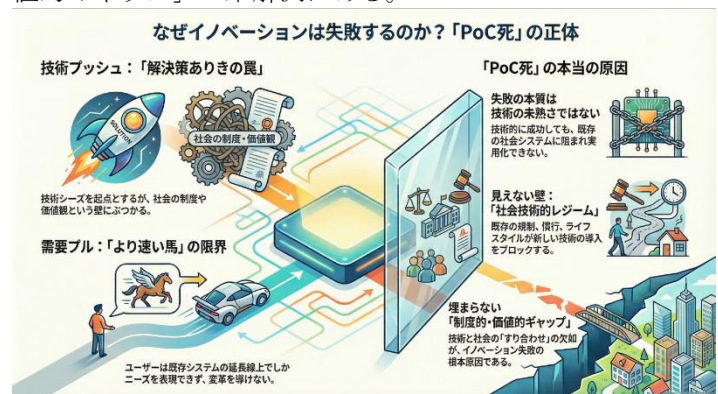 なぜイノベーションは失敗するのか？「PoC死」の正体
技術プッシュ：「解決策ありきの罠」
SOLUTION
社会の制度・価値観
技術シーズを起点とするが、社会の制度や
価値観という壁にぶつかる。
需要プル：「より速い馬」の限界
ユーザーは既存システムの延長線上でしか
ニーズを表現できず、変革を導けない。
「PoC死」の本当の原因
失敗の本質は
技術の未熟さではない
技術的に成功しても、既存
の社会システムに阻まれ実
用化できない。
見えない壁：
「社会技術的レジーム」
既存の規制、慣行、ライフ
スタイルが新しい技術の導入
をブロックする。
埋まらない
「制度的・価値的ギャップ」
技術と社会の「すり合わせ」の欠如
が、イノベーション失敗の
根本原因である。